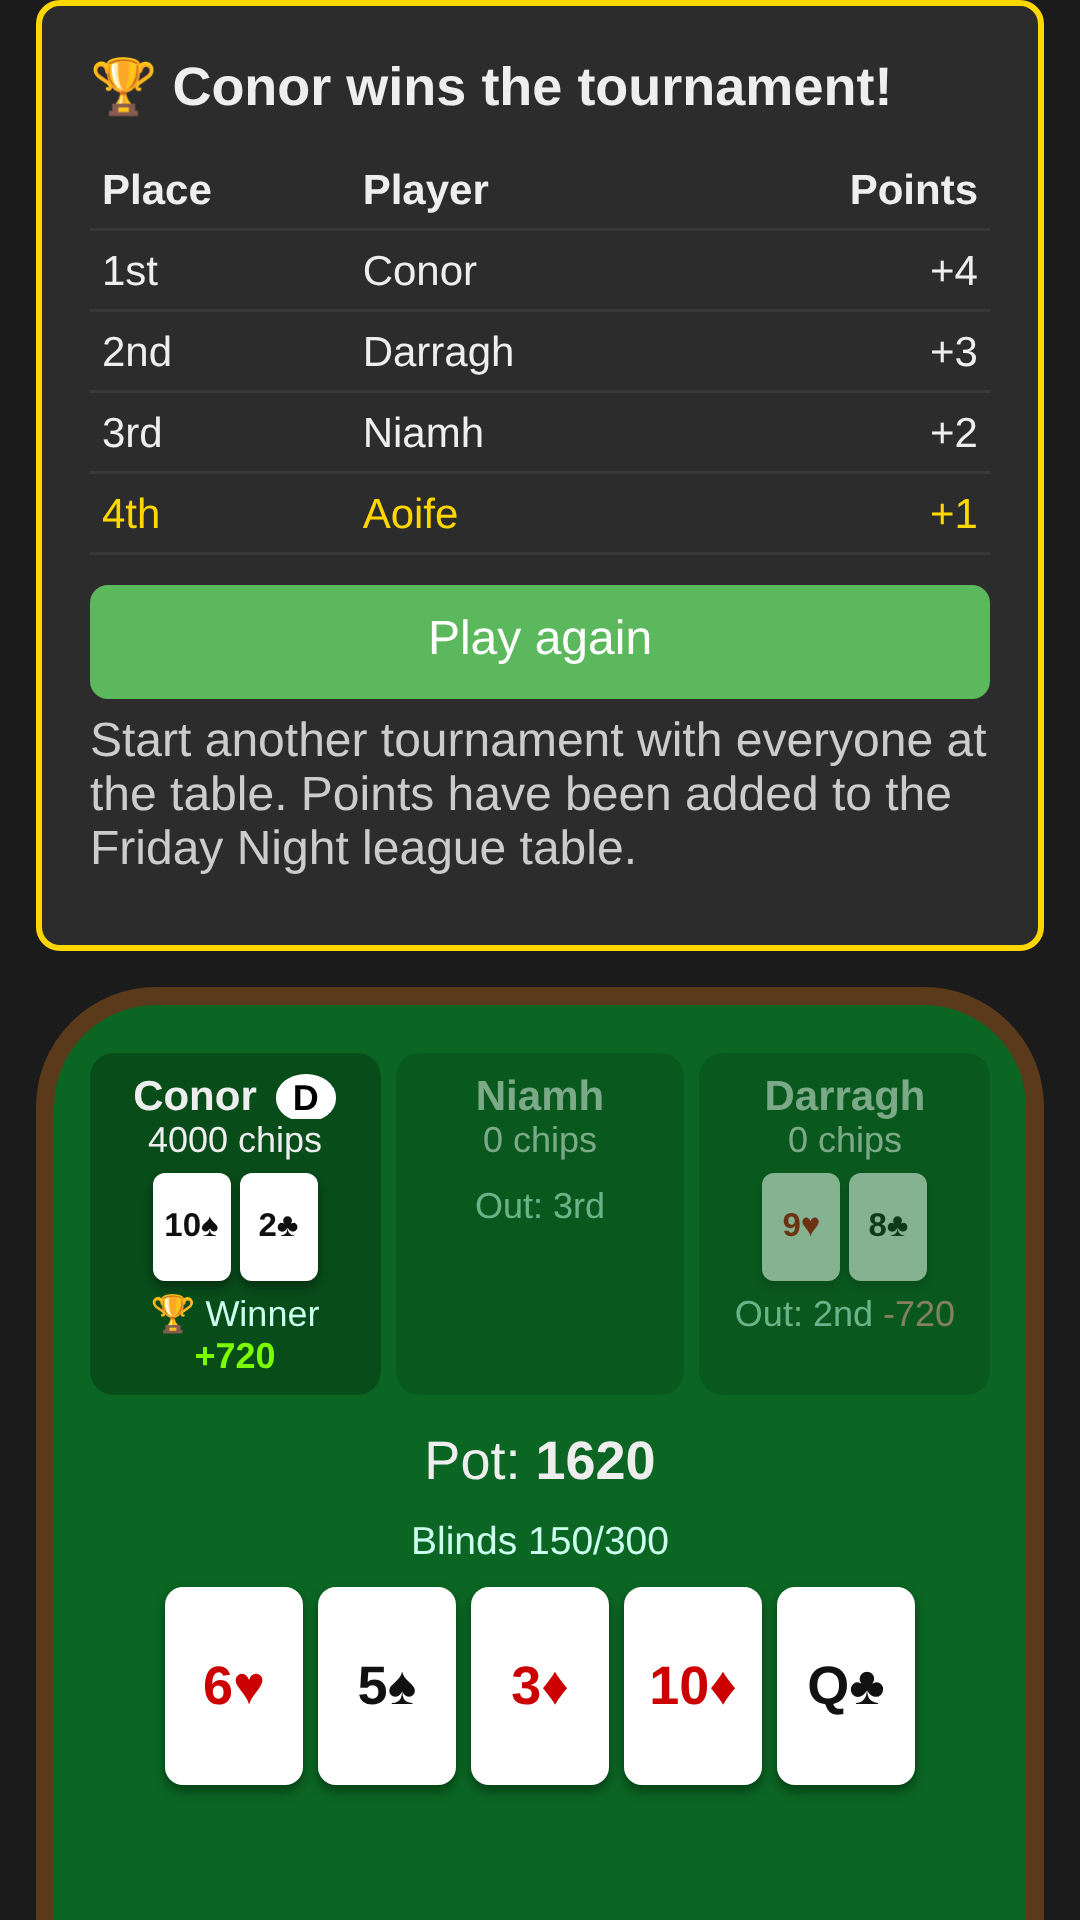 🏆 Conor wins the tournament!
Place Player Points
1st Conor +4
2nd Darragh +3
3rd Niamh +2
4th Aoife +1
Play again
Start another tournament with everyone at
the table. Points have been added to the
Friday Night league table.
Conor D
4000 chips
10♠ 2♣
🏆 Winner
+720
Niamh
0 chips
Out: 3rd
Darragh
0 chips
9♥ 8♣
Out: 2nd -720
Pot: 1620
Blinds 150/300
6♥ 5♠ 3♦ 10♦ Q♣